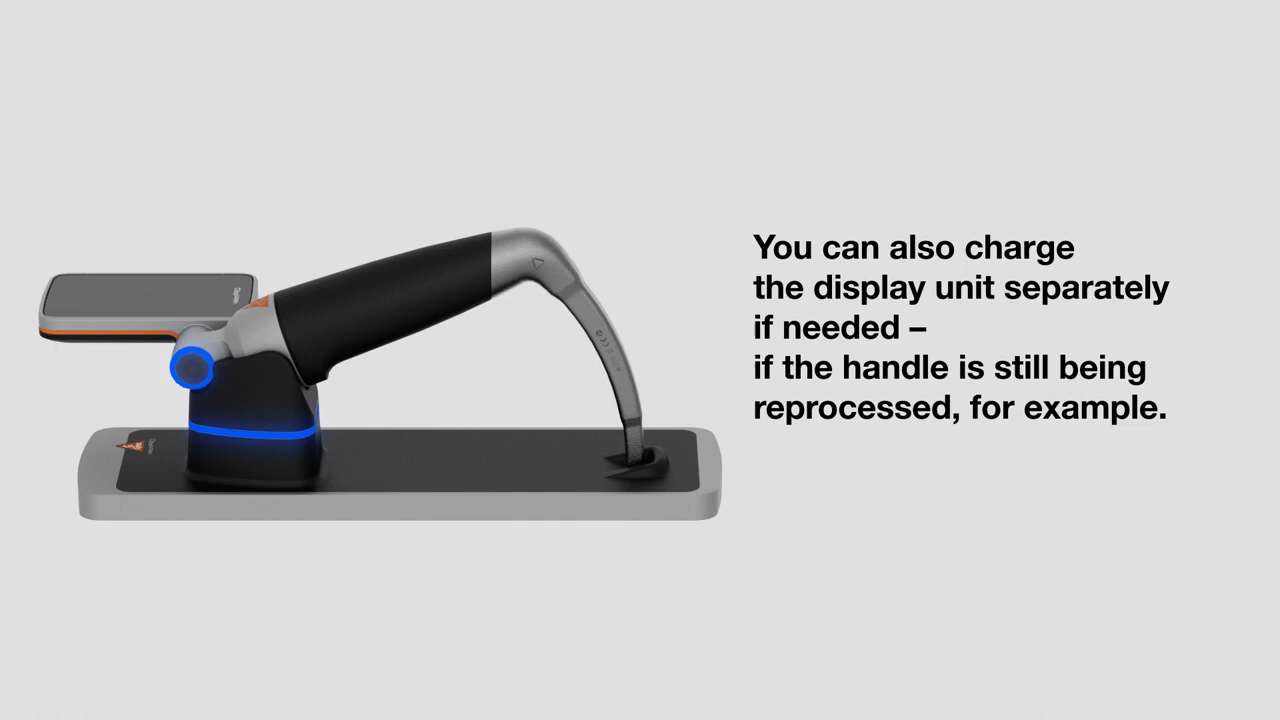 You can also charge
the display unit separately
if needed –
if the handle is still being
reprocessed, for example.